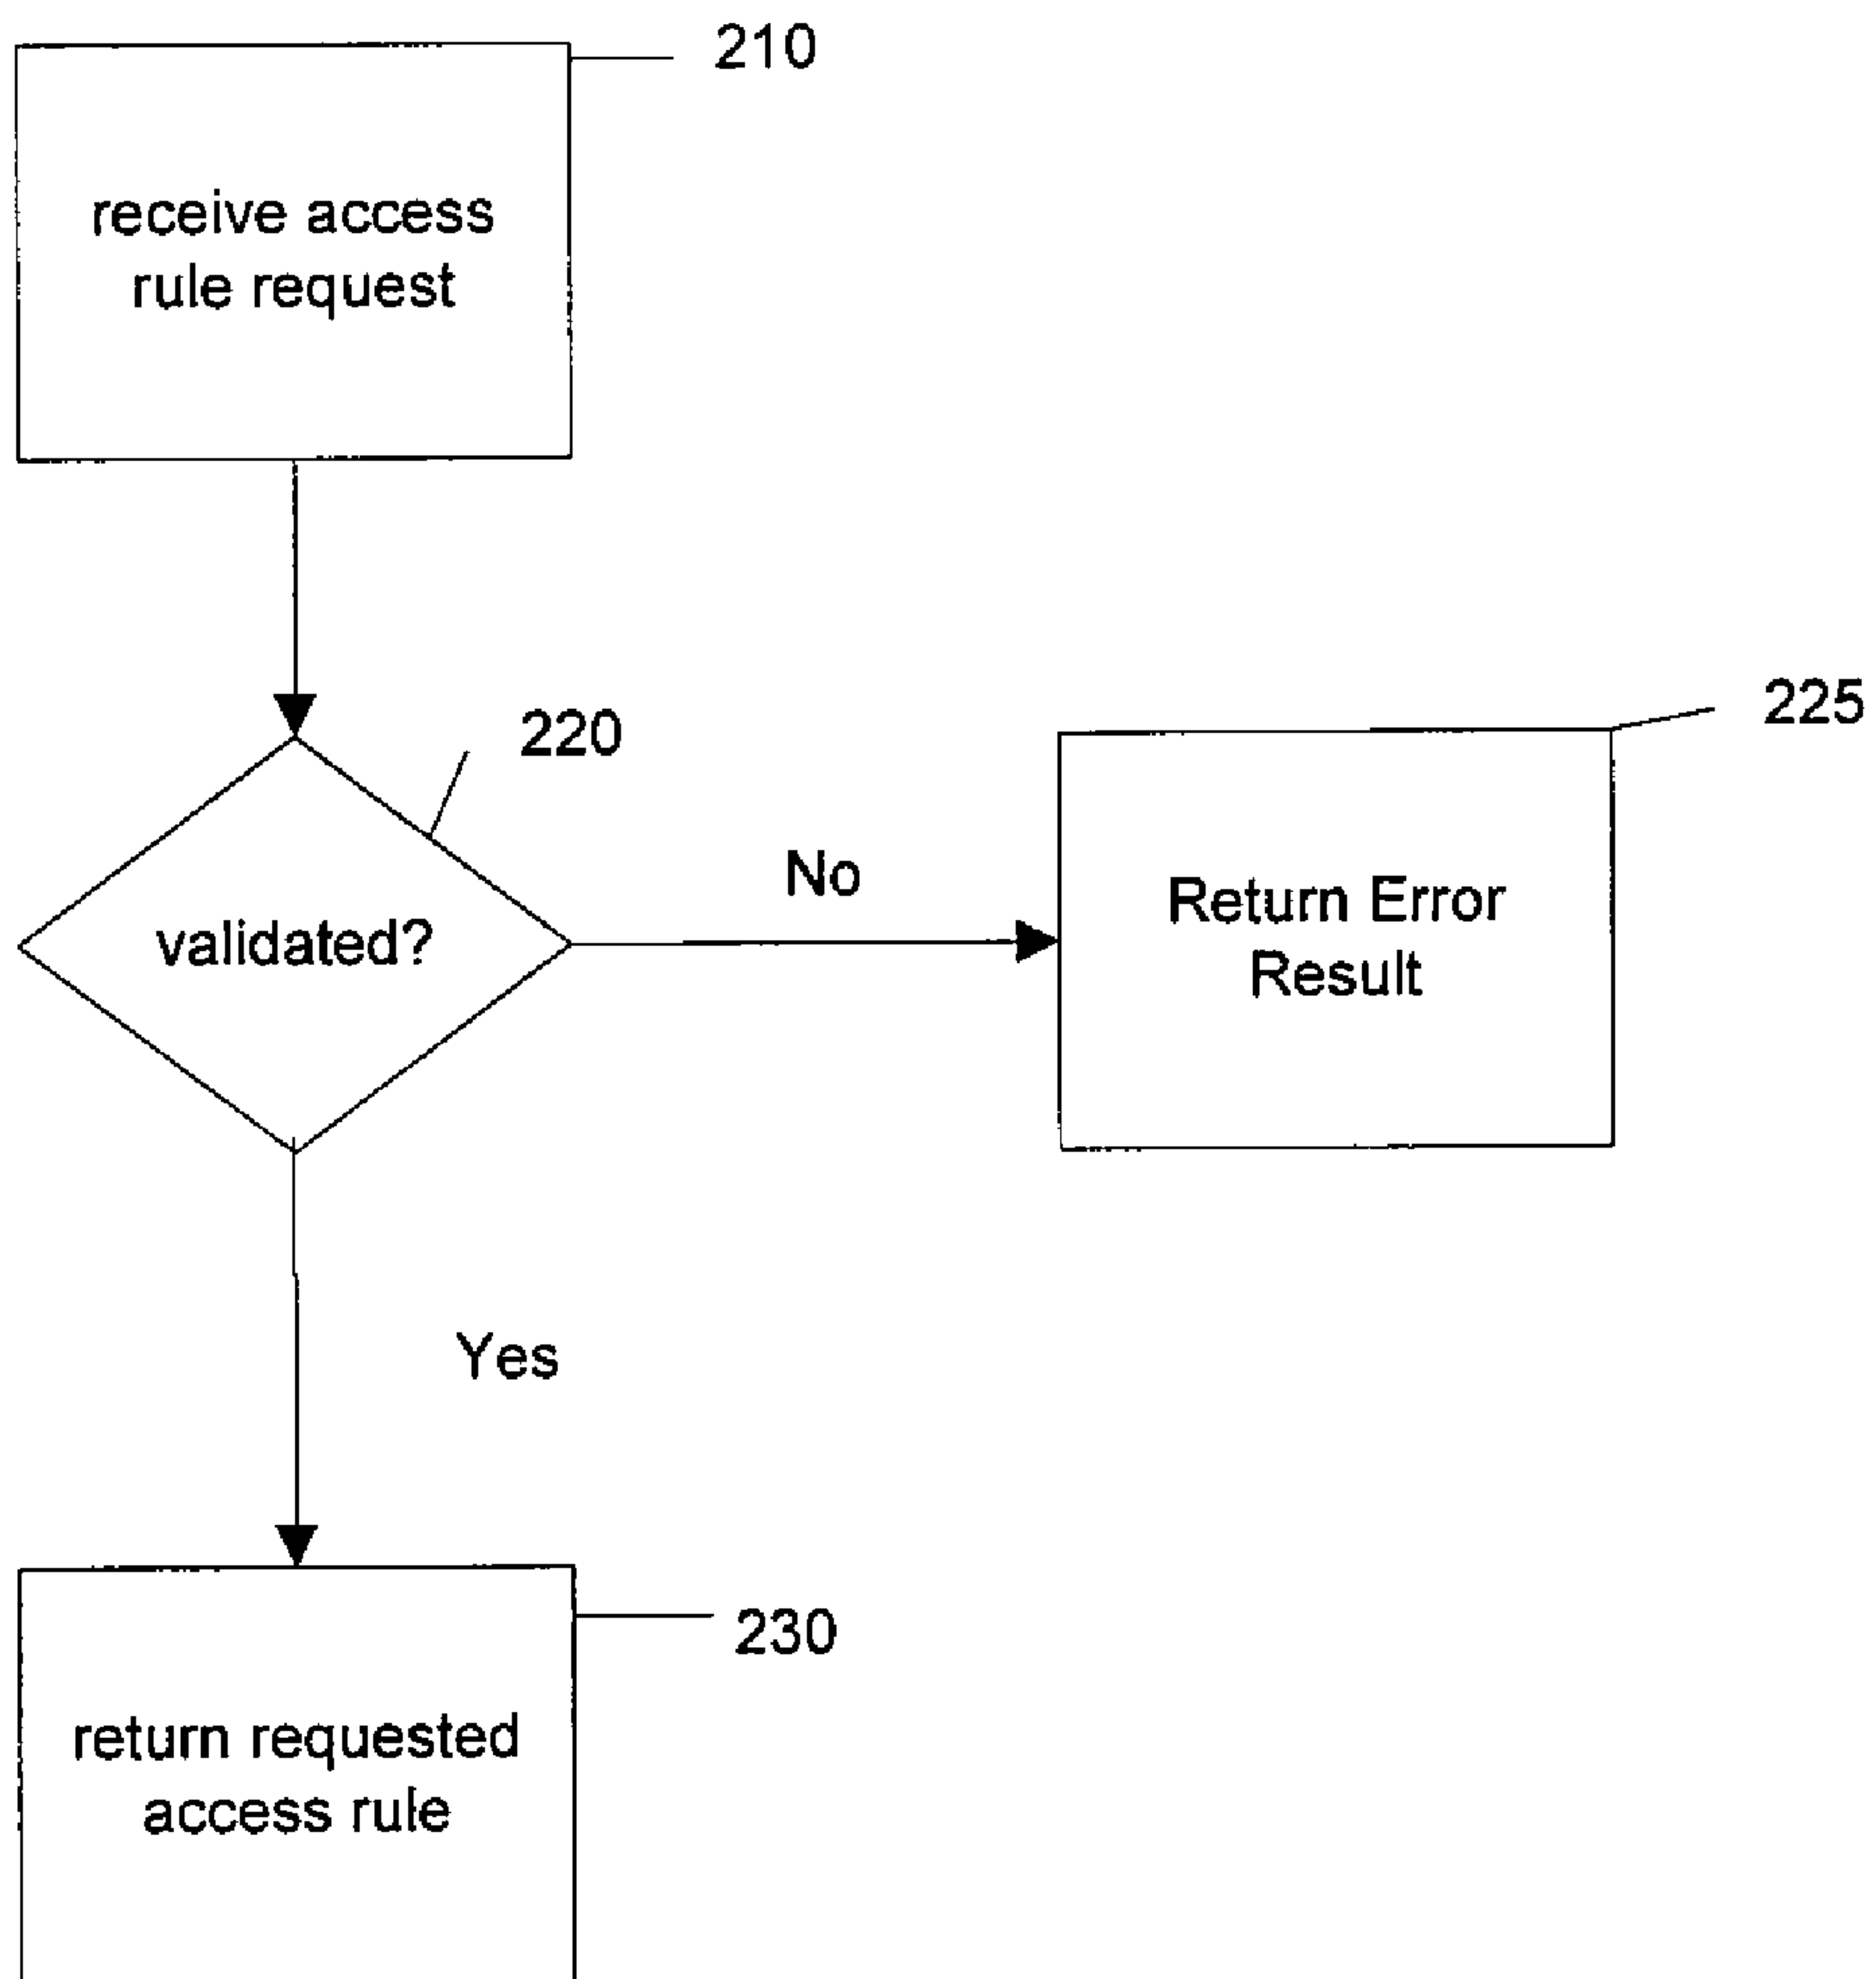 210
receive access
rule request
220
225
validated?
No
Return Error
Result
Yes
230
return requested
access rule